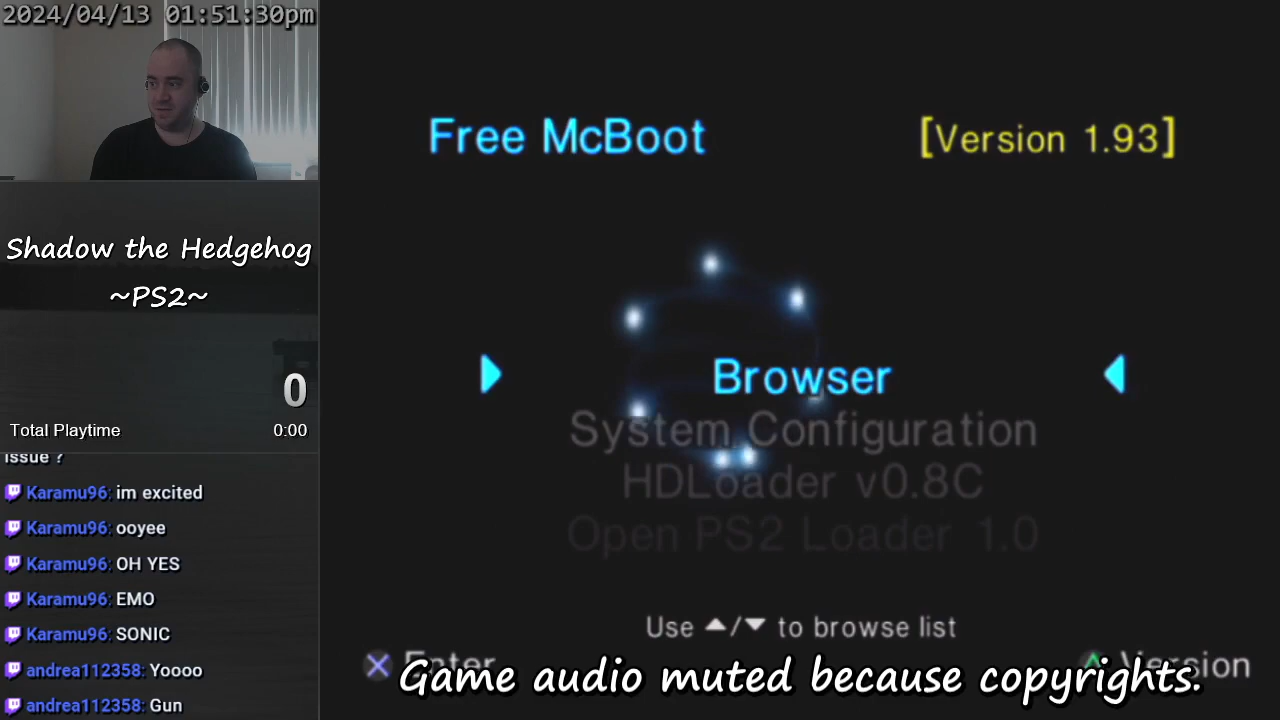 2024/04/13 01:51:30pm
Shadow the Hedgehog
~PS2~
0
Total Playtime 0:00
issue ?
Karamu96: im excited
Karamu96: ooyee
Karamu96: OH YES
Karamu96: EMO
Karamu96: SONIC
andrea112358: Yoooo
andrea112358: Gun
Free McBoot [Version 1.93]
Browser
System Configuration
HDLoader v0.8C
Open PS2 Loader 1.0
Use ▲/▼ to browse list
Enter Version
Game audio muted because copyrights.